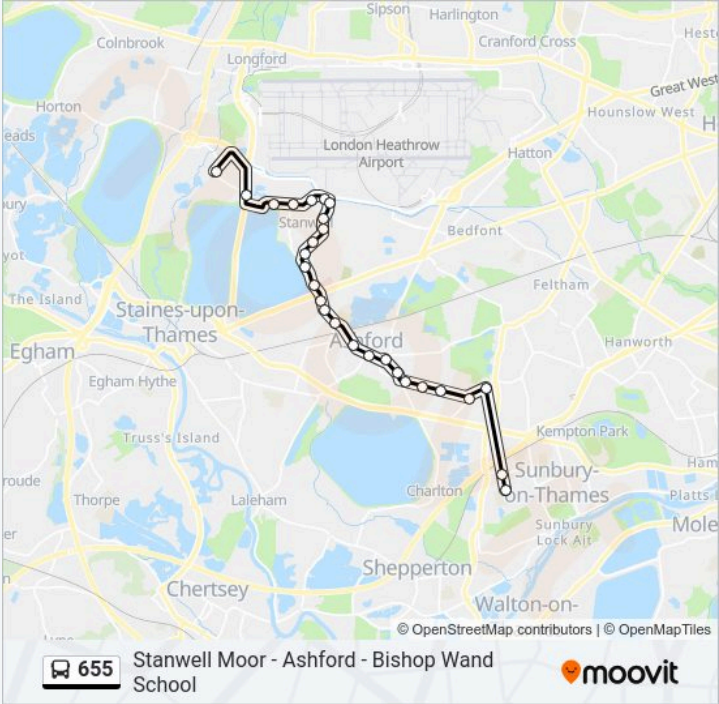 Sipson
Harlington
Colnbrook
Cranford Cross
Longford
Great West
Horton
Hounslow West
London Heathrow
Airport
Hatton
Stanw
Bedfont
The Island
Feltham
Staines-upon-
Thames
Ashford
Hanworth
Egham
Egham Hythe
Kempton Park
Truss's Island
Sunbury-
on-Thames
Charlton
Thorpe
Laleham
Sunbury
Lock Ait
Shepperton
Chertsey
Walton-on-
© OpenStreetMap contributors | © OpenMapTiles
655
Stanwell Moor - Ashford - Bishop Wand
School
moovit